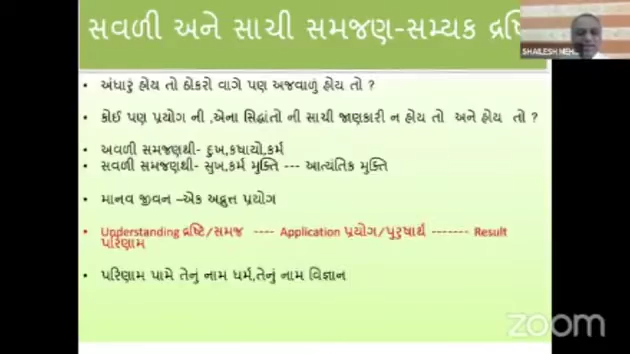 સવળી અને સાચી સમજણ-સમ્યક દ્રષ્ટિ
SHAILESH MEH
• અંધારું હોય તો ઠોકરો વાગે પણ અજવાળું હોય તો ?
• કોઈ પણ પ્રયોગ ની ,એના સિદ્ધાંતો ની સાચી જાણકારી ન હોય તો અને હોય તો ?
• અવળી સમજણથી- દુખ,કષાયો,કર્મ
• સવળી સમજણથી- સુખ,કર્મ મુક્તિ --- આત્યંતિક મુક્તિ
• માનવ જીવન –એક અદ્ભુત પ્રયોગ
• Understanding દ્રષ્ટિ/સમજ ---- Application પ્રયોગ/પુરુષાર્થ ------- Result
પરિણામ
• પરિણામ પામે તેનું નામ ધર્મ,તેનું નામ વિજ્ઞાન
zoom